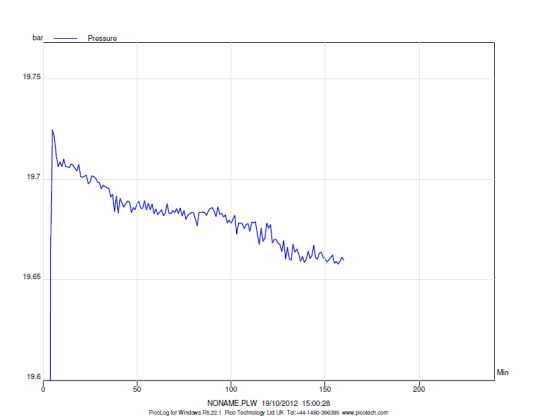 bar Pressure
19.75
19.7
19.65
19.6
Min
0 50 100 150 200
NONAME.PLW 19/10/2012 15:00:28
PicoLog for Windows R5.22.1 Pico Technology Ltd UK Tel:+44-1480-396395 www.picotech.com